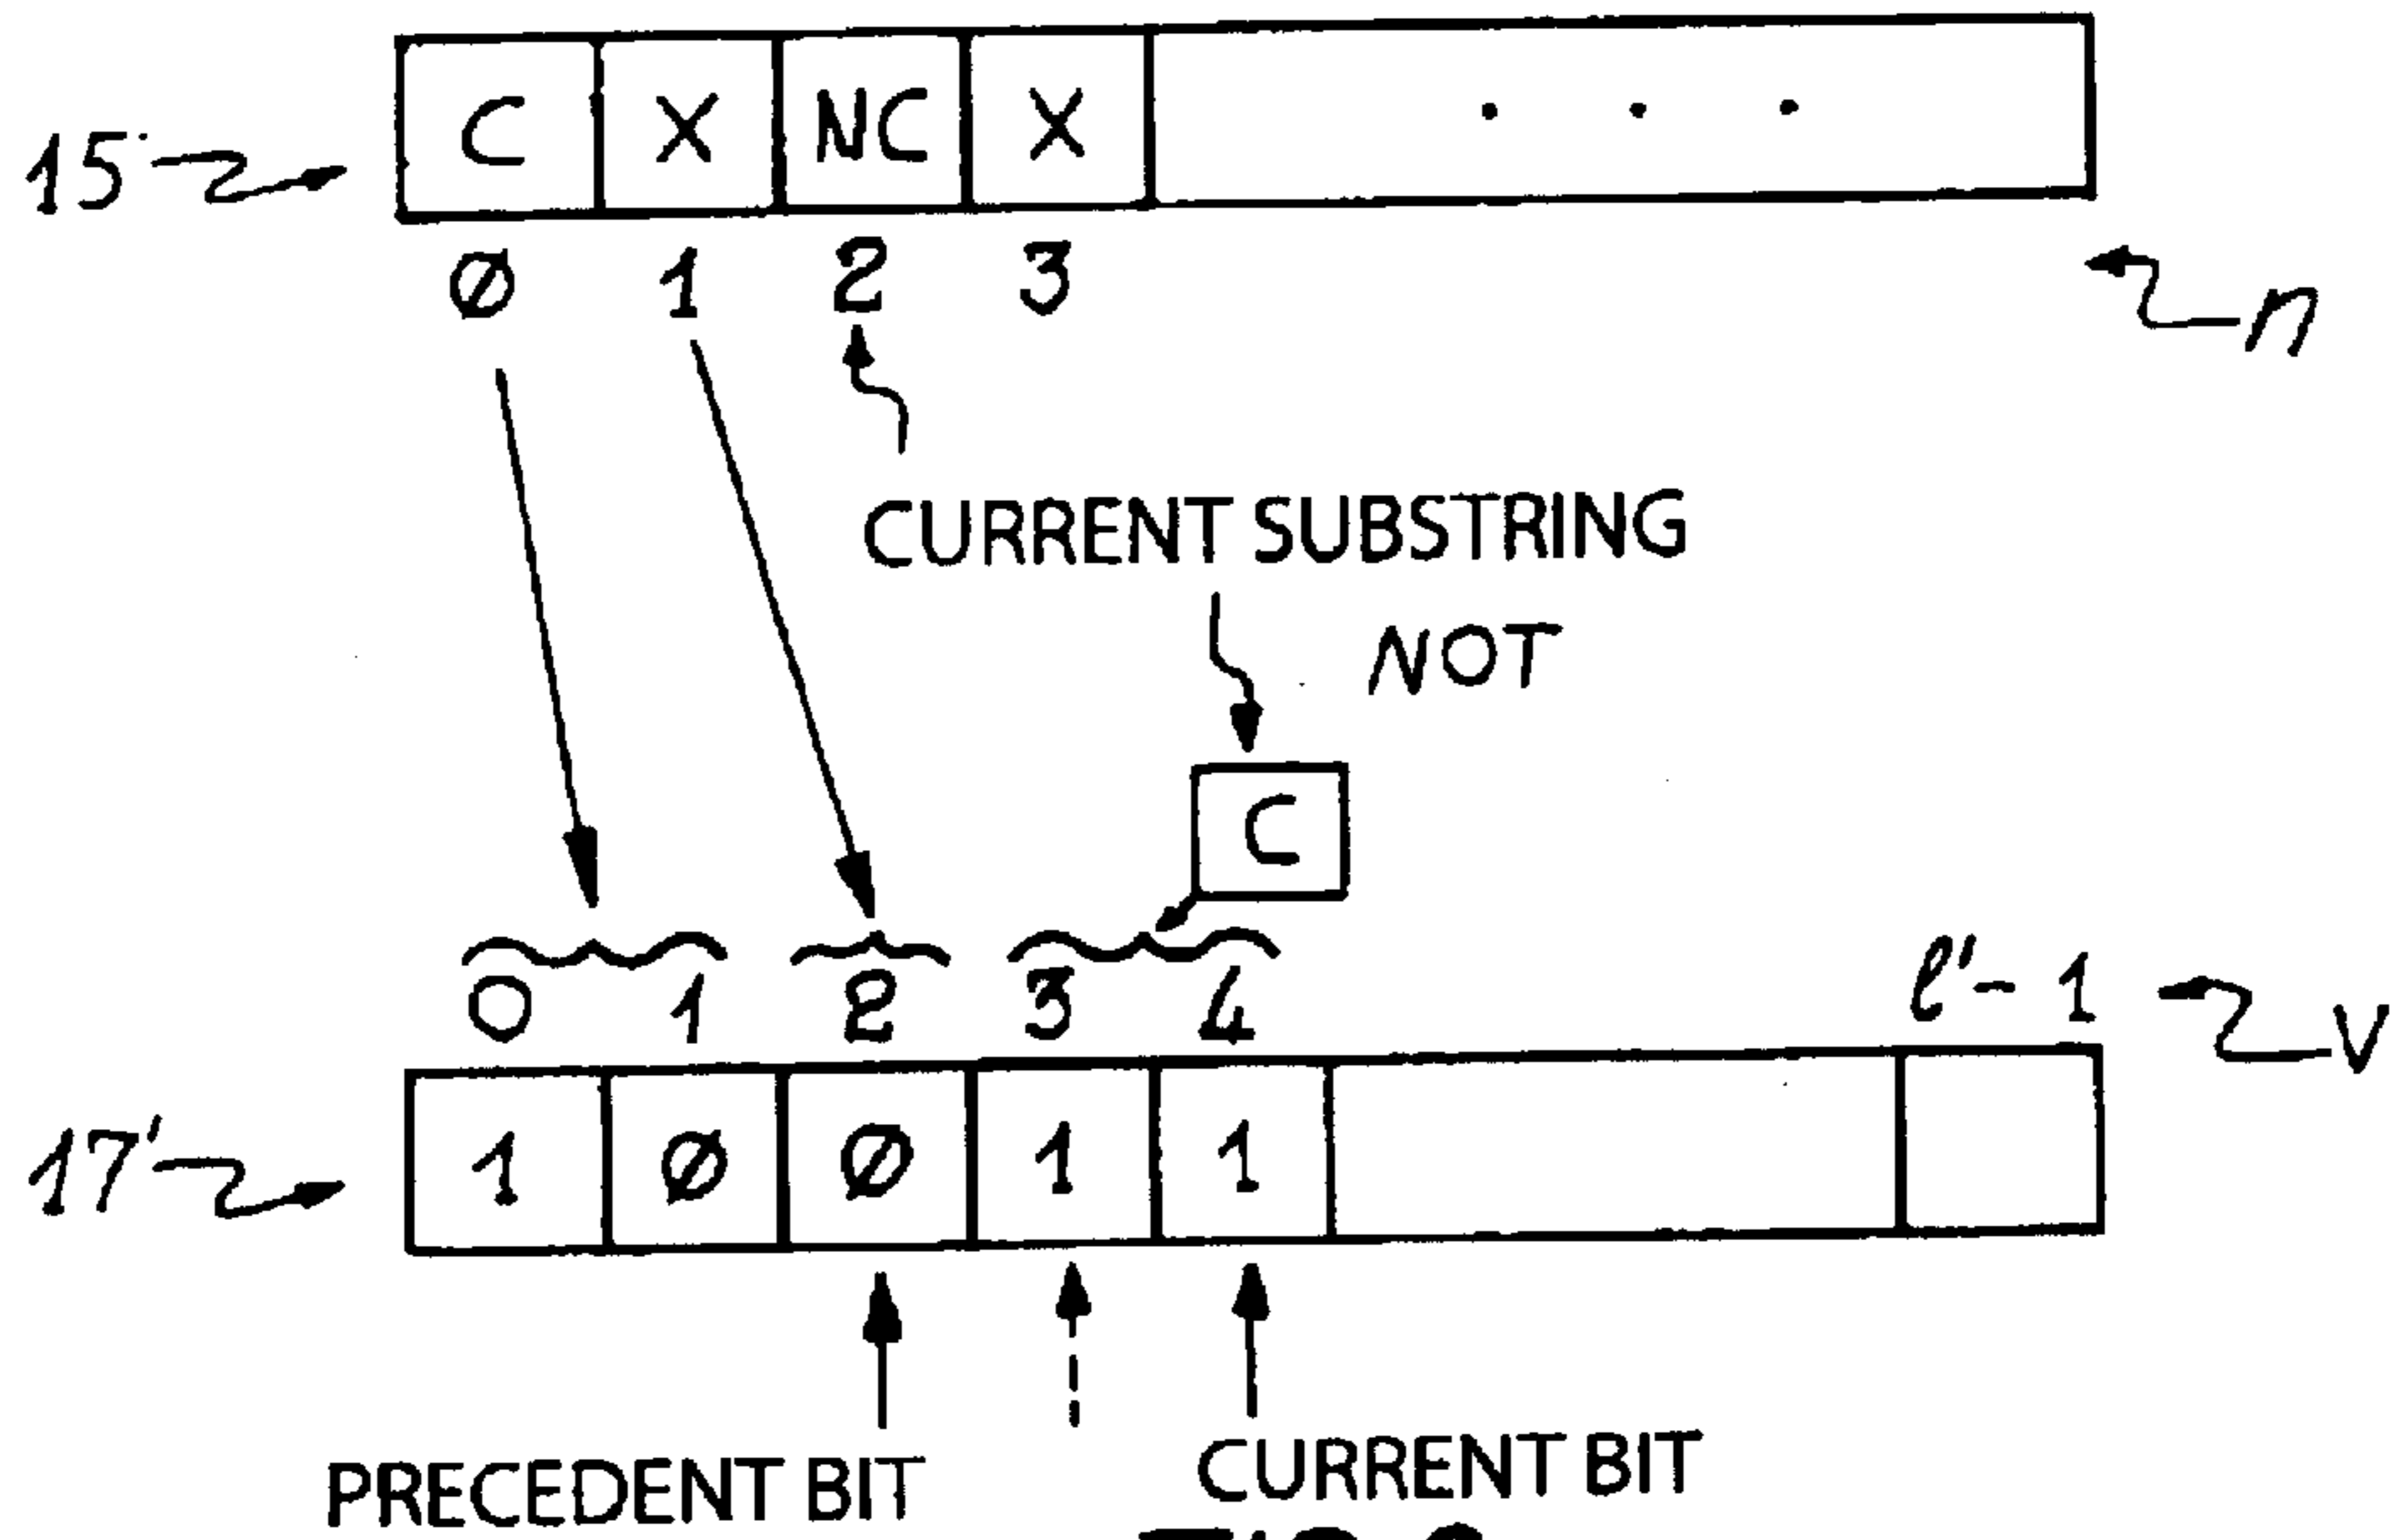 C X NC X . . .
15'
Ø 1 2 3
n
CURRENT SUBSTRING
NOT
C
0 1 2 3 4 l'-1
V
17'
1 Ø Ø 1 1
PRECEDENT BIT CURRENT BIT